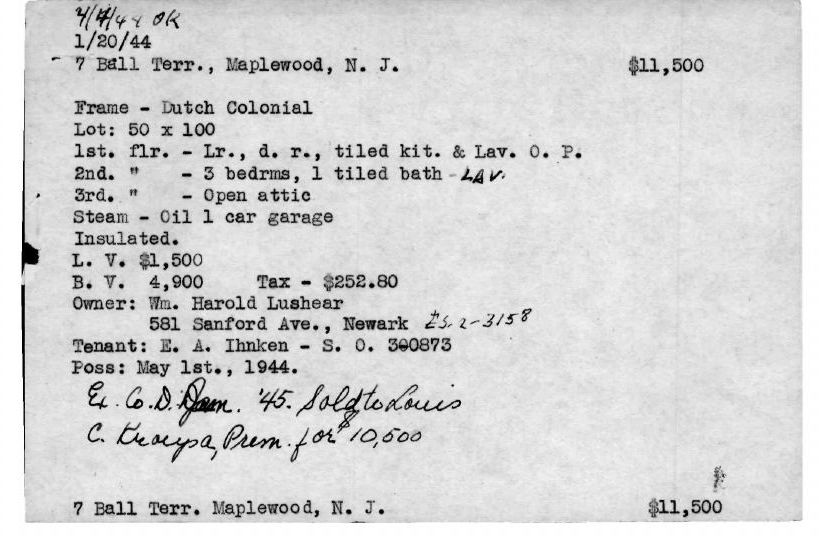 4/4/44 OK
1/20/44
7 Ball Terr., Maplewood, N. J. $11,500
Frame - Dutch Colonial
Lot: 50 x 100
1st. flr. - Lr., d. r., tiled kit. & Lav. O. P.
2nd. " - 3 bedrms, 1 tiled bath - LAV.
3rd. " - Open attic
Steam - Oil 1 car garage
Insulated.
L. V. $1,500
B. V. 4,900 Tax - $252.80
Owner: Wm. Harold Lushear
581 Sanford Ave., Newark ES. 2-3158
Tenant: E. A. Ihnken - S. O. 300873
Poss: May 1st., 1944.
Ex. Co. D. '45. Sold to Louis
C. Prem. for $10,500
7 Ball Terr. Maplewood, N. J. $11,500